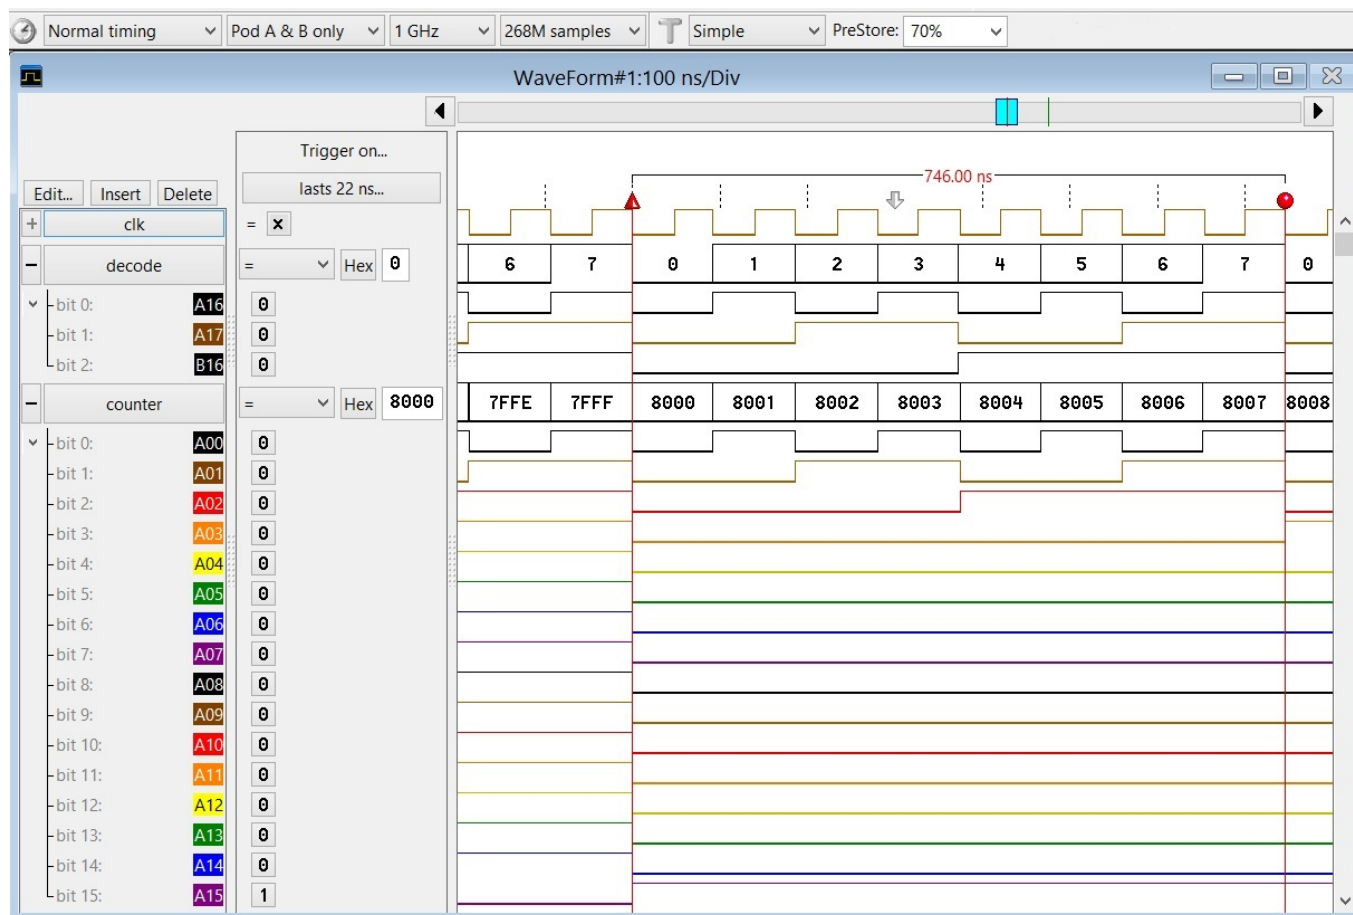 Normal timing Pod A & B only 1 GHz 268M samples Simple PreStore: 70%
WaveForm#1:100 ns/Div
Trigger on...
746.00 ns
Edit... Insert Delete lasts 22 ns...
+ clk = x
− decode = Hex 0 6 7 0 1 2 3 4 5 6 7 0
bit 0: A16 0
bit 1: A17 0
bit 2: B16 0
− counter = Hex 8000 7FFE 7FFF 8000 8001 8002 8003 8004 8005 8006 8007 8008
bit 0: A00 0
bit 1: A01 0
bit 2: A02 0
bit 3: A03 0
bit 4: A04 0
bit 5: A05 0
bit 6: A06 0
bit 7: A07 0
bit 8: A08 0
bit 9: A09 0
bit 10: A10 0
bit 11: A11 0
bit 12: A12 0
bit 13: A13 0
bit 14: A14 0
bit 15: A15 1